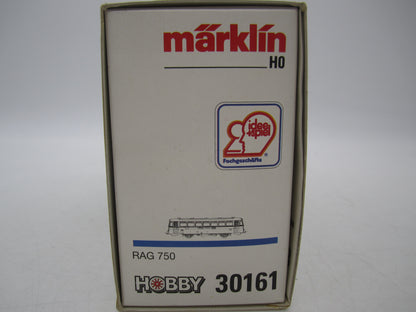 märklin
H0
idee
+spiel
Fachgeschäfte
RAG 750
HOBBY 30161